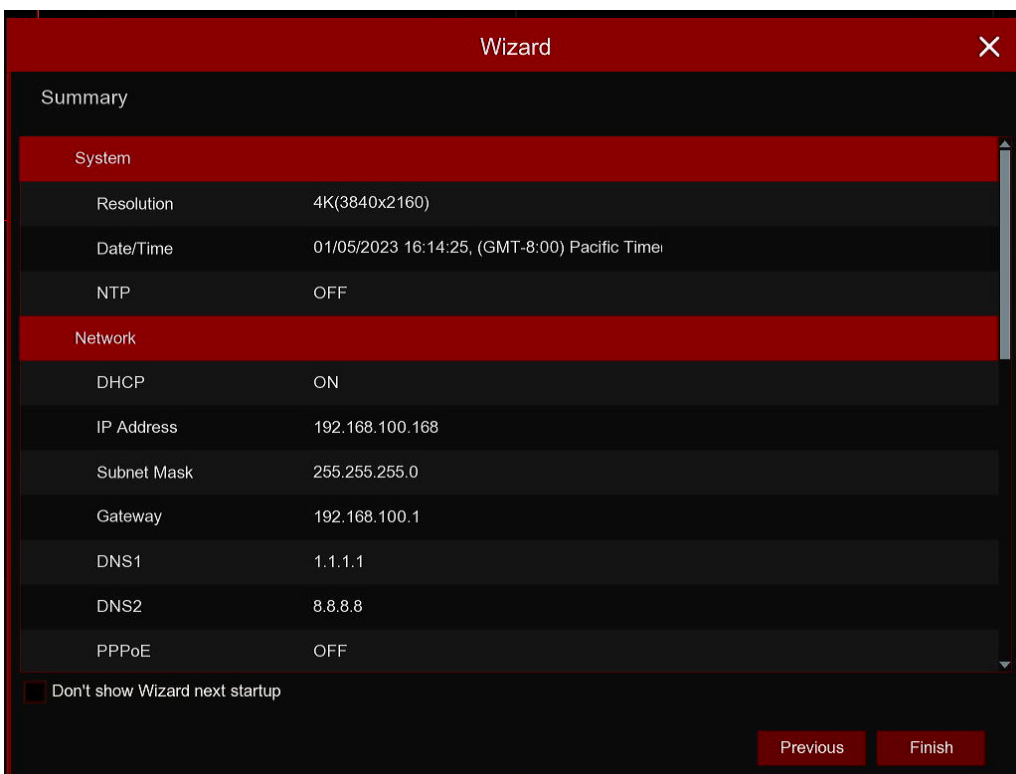 Wizard
Summary
System
Resolution 4K(3840x2160)
Date/Time 01/05/2023 16:14:25, (GMT-8:00) Pacific Time
NTP OFF
Network
DHCP ON
IP Address 192.168.100.168
Subnet Mask 255.255.255.0
Gateway 192.168.100.1
DNS1 1.1.1.1
DNS2 8.8.8.8
PPPoE OFF
Don't show Wizard next startup
Previous Finish